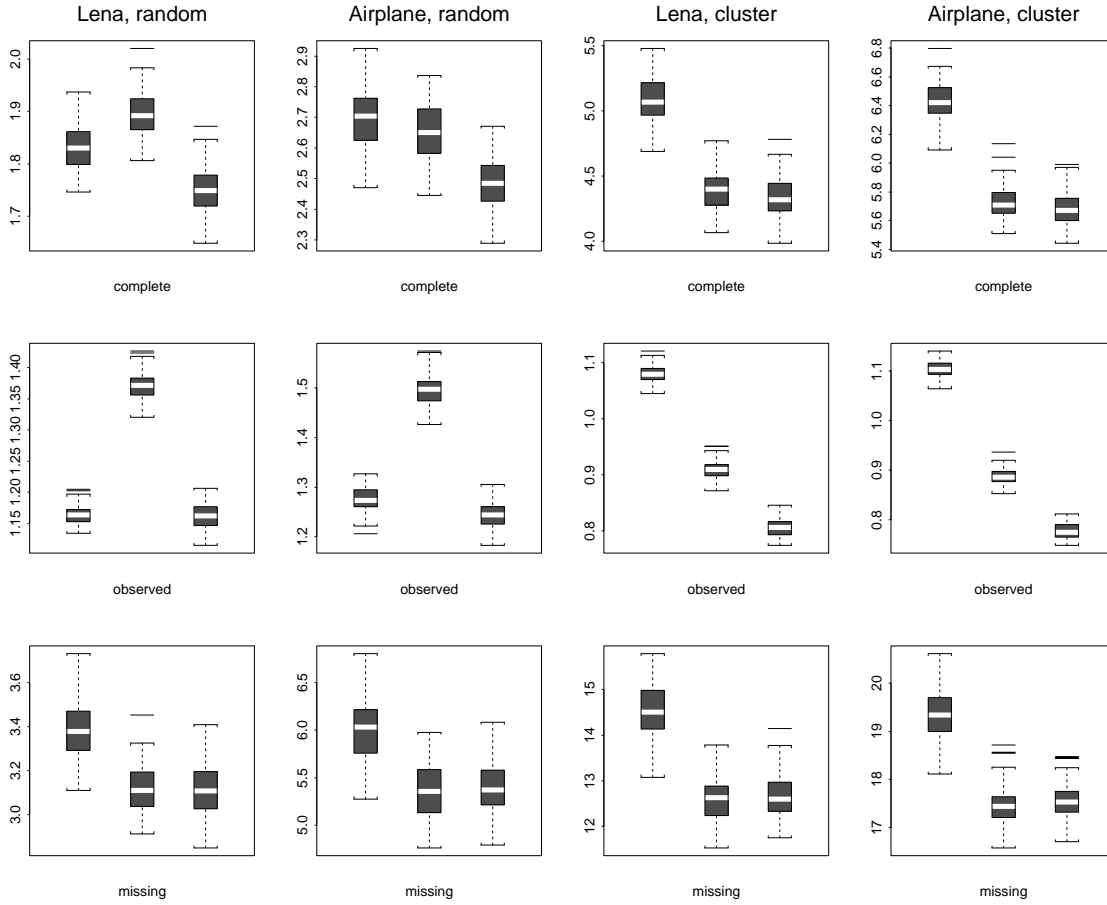 Lena, random
Airplane, random
Lena, cluster
Airplane, cluster
1.7 1.8 1.9 2.0
complete
2.3 2.4 2.5 2.6 2.7 2.8 2.9
complete
4.0 4.5 5.0 5.5
complete
5.4 5.6 5.8 6.0 6.2 6.4 6.6 6.8
complete
1.15 1.20 1.25 1.30 1.35 1.40
observed
1.2 1.3 1.4 1.5
observed
0.8 0.9 1.0 1.1
observed
0.8 0.9 1.0 1.1
observed
3.0 3.2 3.4 3.6
missing
5.0 5.5 6.0 6.5
missing
12 13 14 15
missing
17 18 19 20
missing